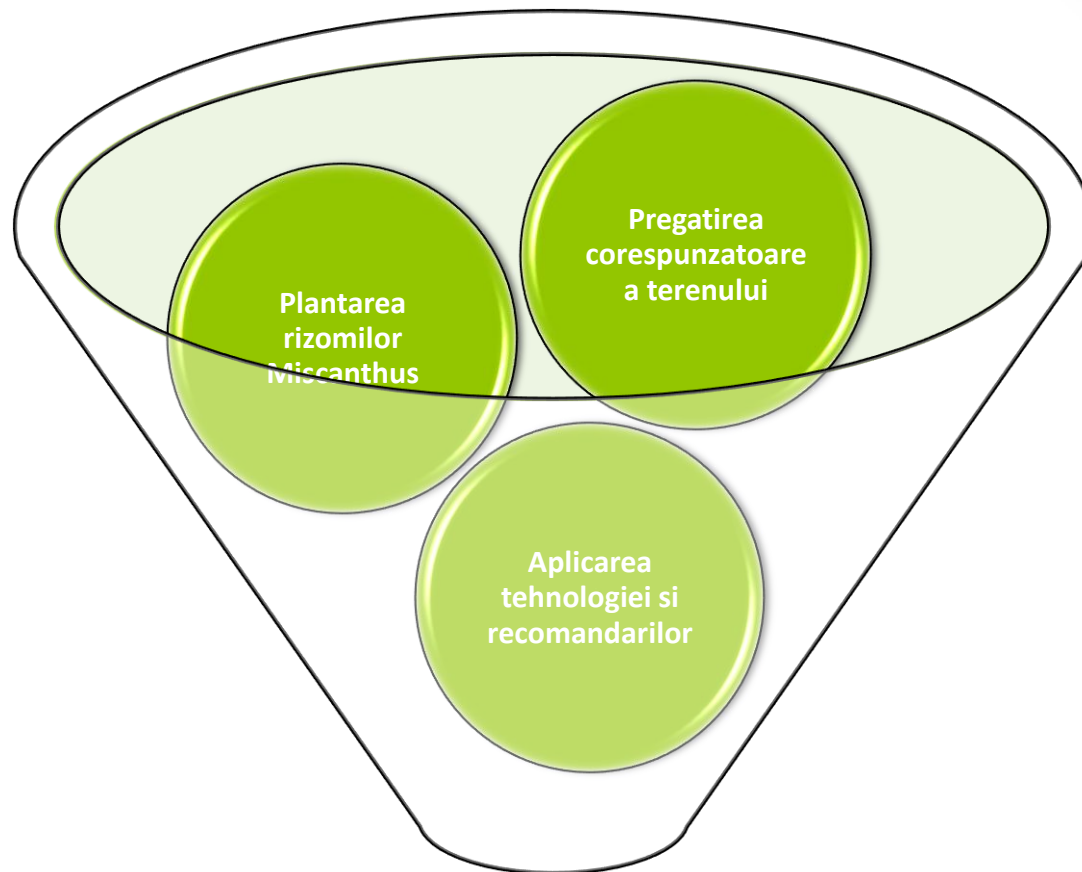 Pregatirea
corespunzatoare
a terenului
Plantarea
rizomilor
Miscanthus
Aplicarea
tehnologiei si
recomandarilor